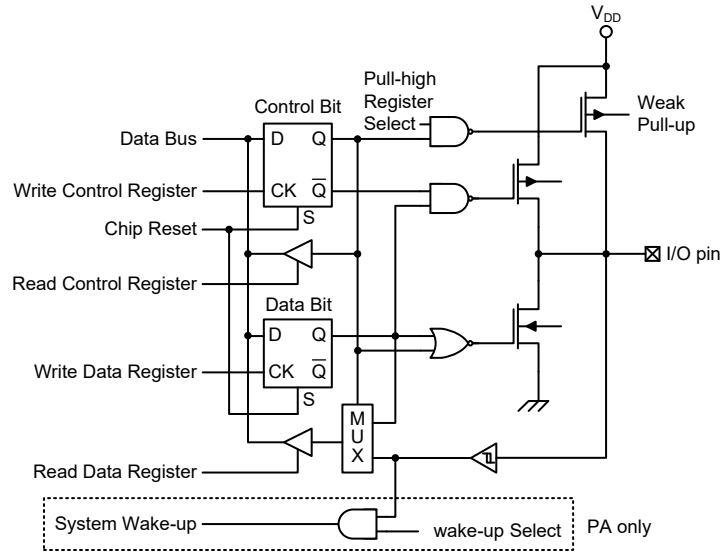 V_DD
Pull-high
Register
Select
Control Bit
Weak
Pull-up
Data Bus
D
Q
Write Control Register
CK
Q̅
S
Chip Reset
I/O pin
Read Control Register
Data Bit
D
Q
Write Data Register
CK
Q̅
S
M
U
X
Read Data Register
System Wake-up
wake-up Select
PA only